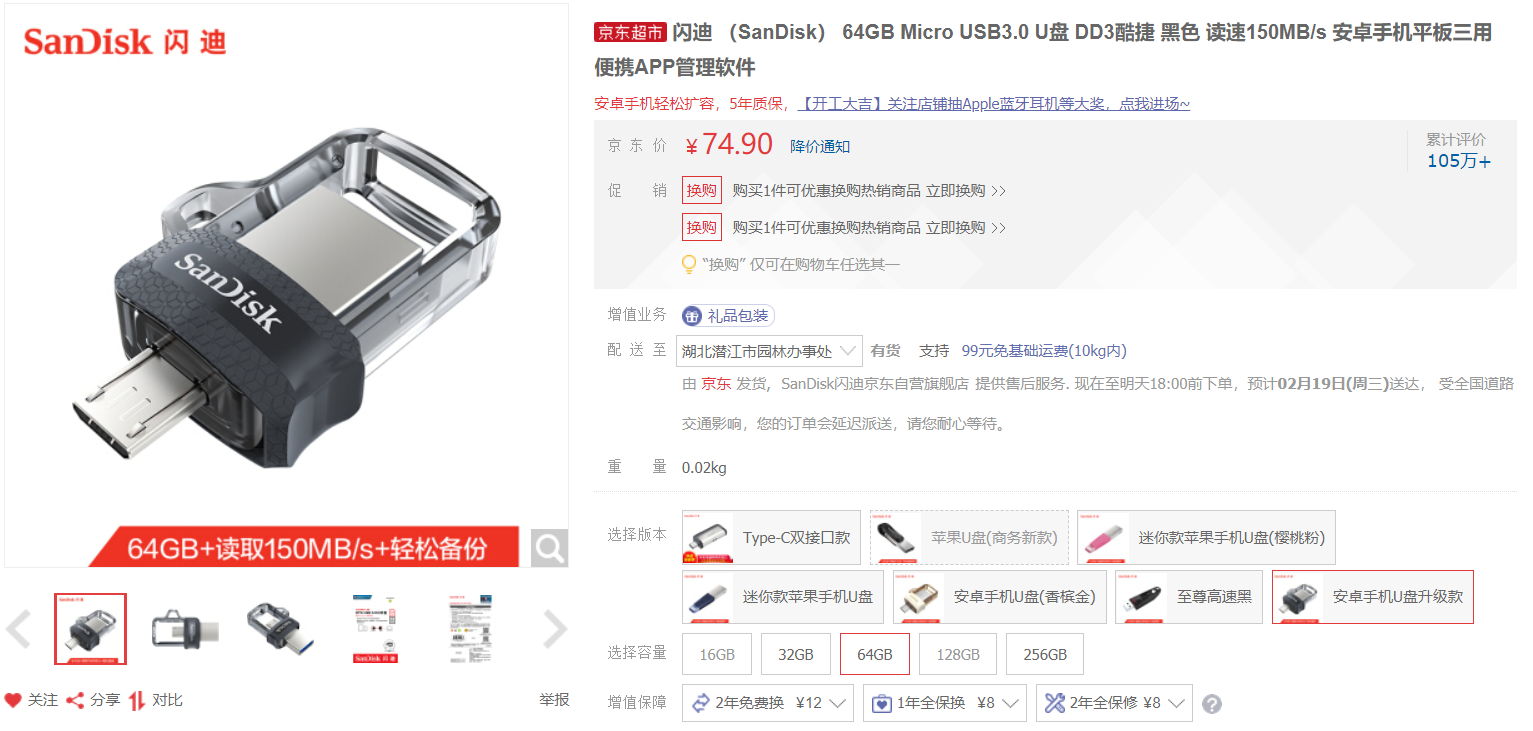 SanDisk 闪迪
SanDisk
64GB+读取150MB/s+轻松备份
关注 分享 对比 举报
京东超市 闪迪 （SanDisk） 64GB Micro USB3.0 U盘 DD3酷捷 黑色 读速150MB/s 安卓手机平板三用
便携APP管理软件
安卓手机轻松扩容，5年质保，【开工大吉】关注店铺抽Apple蓝牙耳机等大奖，点我进场~
京东价 ￥74.90 降价通知
累计评价
105万+
促销 换购 购买1件可优惠换购热销商品 立即换购 >>
换购 购买1件可优惠换购热销商品 立即换购 >>
“换购” 仅可在购物车任选其一
增值业务 礼品包装
配送至 湖北潜江市园林办事处 有货 支持 99元免基础运费(10kg内)
由 京东 发货，SanDisk闪迪京东自营旗舰店 提供售后服务. 现在至明天18:00前下单，预计02月19日(周三)送达， 受全国道路
交通影响，您的订单会延迟派送，请您耐心等待。
重量 0.02kg
选择版本 Type-C双接口款 苹果U盘(商务新款) 迷你款苹果手机U盘(樱桃粉)
迷你款苹果手机U盘 安卓手机U盘(香槟金) 至尊高速黑 安卓手机U盘升级款
选择容量 16GB 32GB 64GB 128GB 256GB
增值保障 2年免费换 ¥12 1年全保换 ¥8 2年全保修 ¥8 ?